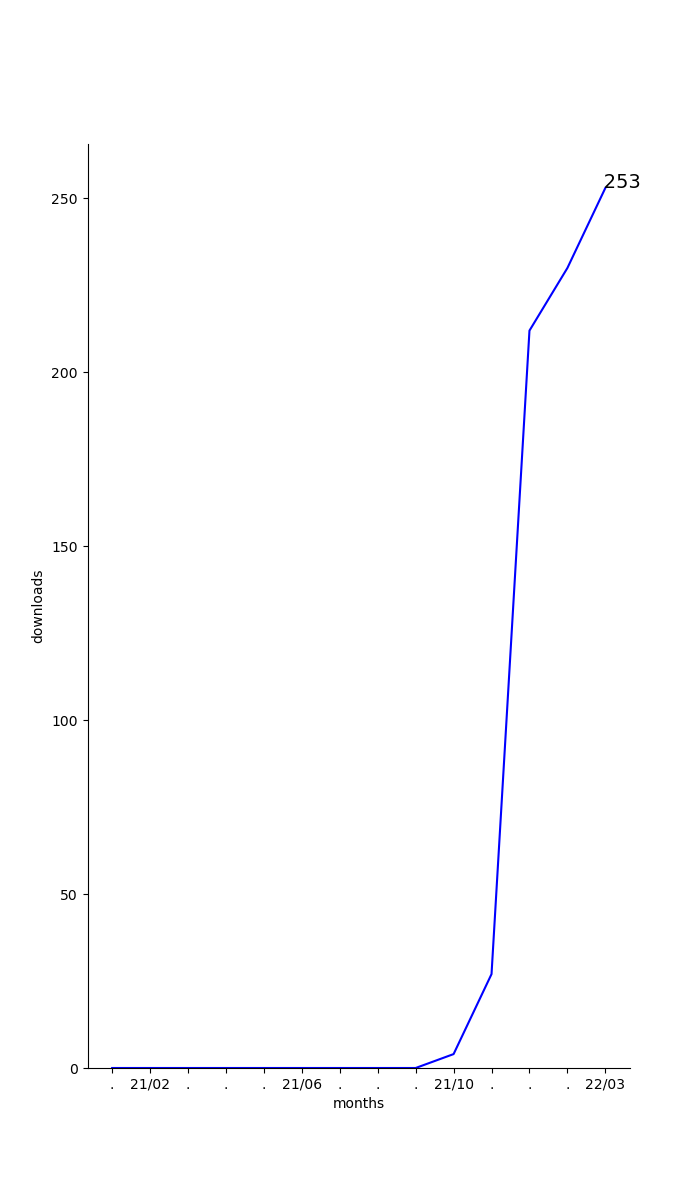 253
250
200
150
100
50
0
downloads
. 21/02 . . . 21/06 . . . 21/10 . . . 22/03
months